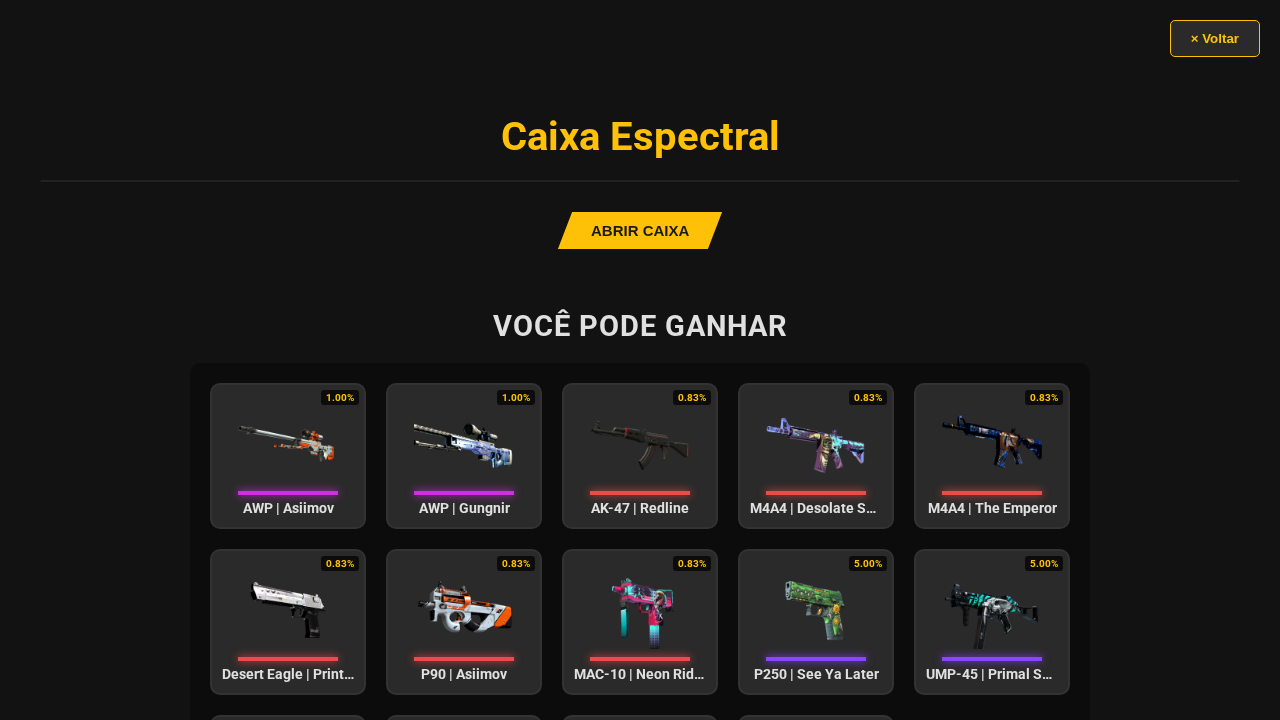 × Voltar
Caixa Espectral
ABRIR CAIXA
VOCÊ PODE GANHAR
1.00%
1.00%
0.83%
0.83%
0.83%
AWP | Asiimov
AWP | Gungnir
AK-47 | Redline
M4A4 | Desolate S...
M4A4 | The Emperor
0.83%
0.83%
0.83%
5.00%
5.00%
Desert Eagle | Print...
P90 | Asiimov
MAC-10 | Neon Rid...
P250 | See Ya Later
UMP-45 | Primal S...